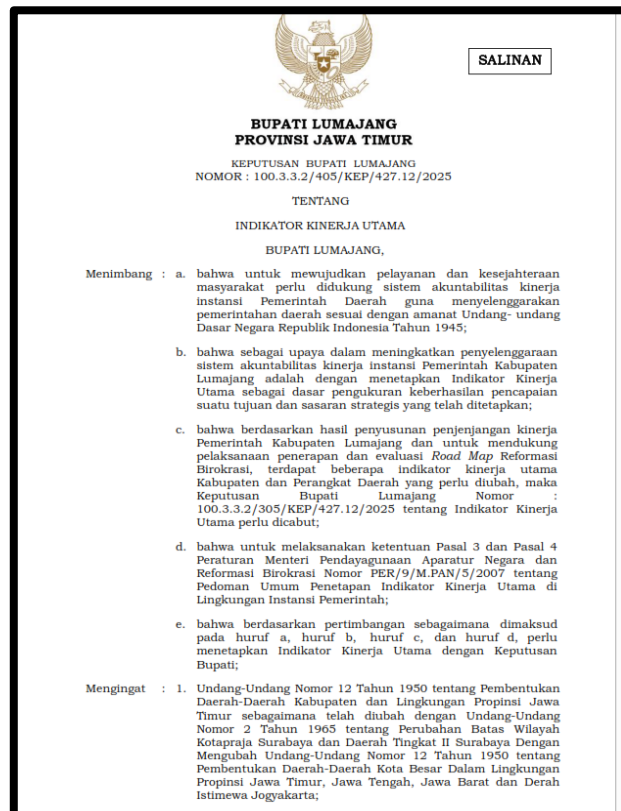 SALINAN
BUPATI LUMAJANG
PROVINSI JAWA TIMUR
KEPUTUSAN BUPATI LUMAJANG
NOMOR : 100.3.3.2/405/KEP/427.12/2025
TENTANG
INDIKATOR KINERJA UTAMA
BUPATI LUMAJANG,
Menimbang : a. bahwa untuk mewujudkan pelayanan dan kesejahteraan
masyarakat perlu didukung sistem akuntabilitas kinerja
instansi Pemerintah Daerah guna menyelenggarakan
pemerintahan daerah sesuai dengan amanat Undang- undang
Dasar Negara Republik Indonesia Tahun 1945;
b. bahwa sebagai upaya dalam meningkatkan penyelenggaraan
sistem akuntabilitas kinerja instansi Pemerintah Kabupaten
Lumajang adalah dengan menetapkan Indikator Kinerja
Utama sebagai dasar pengukuran keberhasilan pencapaian
suatu tujuan dan sasaran strategis yang telah ditetapkan;
c. bahwa berdasarkan hasil penyusunan penjenjangan kinerja
Pemerintah Kabupaten Lumajang dan untuk mendukung
pelaksanaan penerapan dan evaluasi Road Map Reformasi
Birokrasi, terdapat beberapa indikator kinerja utama
Kabupaten dan Perangkat Daerah yang perlu diubah, maka
Keputusan Bupati Lumajang Nomor :
100.3.3.2/305/KEP/427.12/2025 tentang Indikator Kinerja
Utama perlu dicabut;
d. bahwa untuk melaksanakan ketentuan Pasal 3 dan Pasal 4
Peraturan Menteri Pendayagunaan Aparatur Negara dan
Reformasi Birokrasi Nomor PER/9/M.PAN/5/2007 tentang
Pedoman Umum Penetapan Indikator Kinerja Utama di
Lingkungan Instansi Pemerintah;
e. bahwa berdasarkan pertimbangan sebagaimana dimaksud
pada huruf a, huruf b, huruf c, dan huruf d, perlu
menetapkan Indikator Kinerja Utama dengan Keputusan
Bupati;
Mengingat : 1. Undang-Undang Nomor 12 Tahun 1950 tentang Pembentukan
Daerah-Daerah Kabupaten dan Lingkungan Propinsi Jawa
Timur sebagaimana telah diubah dengan Undang-Undang
Nomor 2 Tahun 1965 tentang Perubahan Batas Wilayah
Kotapraja Surabaya dan Daerah Tingkat II Surabaya Dengan
Mengubah Undang-Undang Nomor 12 Tahun 1950 tentang
Pembentukan Daerah-Daerah Kota Besar Dalam Lingkungan
Propinsi Jawa Timur, Jawa Tengah, Jawa Barat dan Derah
Istimewa Jogyakarta;